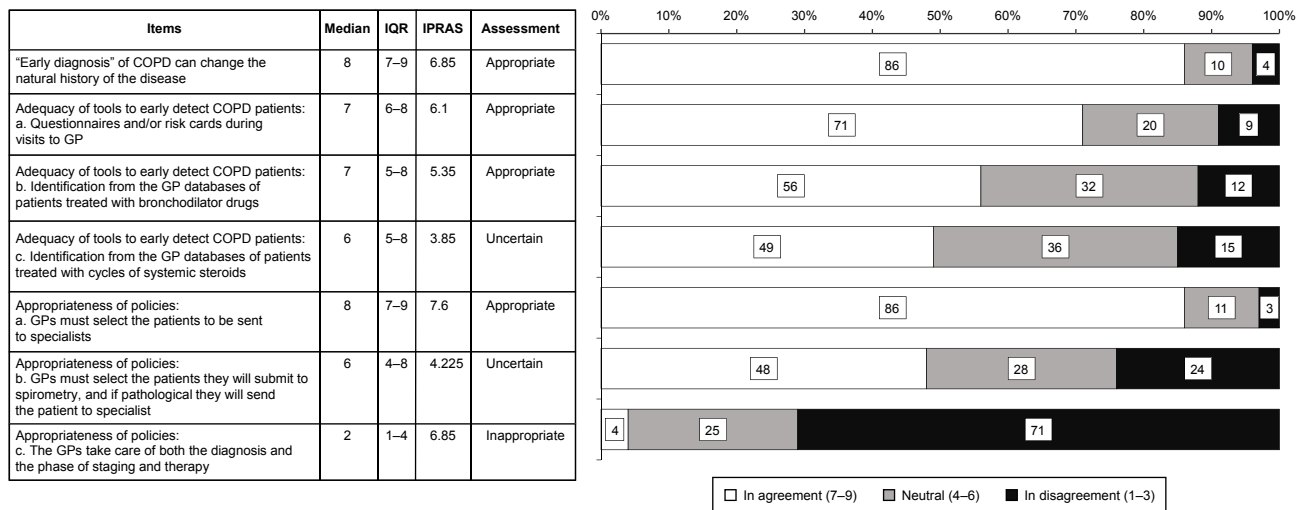 Items Median IQR IPRAS Assessment
“Early diagnosis” of COPD can change the
natural history of the disease
8 7–9 6.85 Appropriate
Adequacy of tools to early detect COPD patients:
a. Questionnaires and/or risk cards during
visits to GP
7 6–8 6.1 Appropriate
Adequacy of tools to early detect COPD patients:
b. Identification from the GP databases of
patients treated with bronchodilator drugs
7 5–8 5.35 Appropriate
Adequacy of tools to early detect COPD patients:
c. Identification from the GP databases of patients
treated with cycles of systemic steroids
6 5–8 3.85 Uncertain
Appropriateness of policies:
a. GPs must select the patients to be sent
to specialists
8 7–9 7.6 Appropriate
Appropriateness of policies:
b. GPs must select the patients they will submit to
spirometry, and if pathological they will send
the patient to specialist
6 4–8 4.225 Uncertain
Appropriateness of policies:
c. The GPs take care of both the diagnosis and
the phase of staging and therapy
2 1–4 6.85 Inappropriate
0% 10% 20% 30% 40% 50% 60% 70% 80% 90% 100%
86 10 4
71 20 9
56 32 12
49 36 15
86 11 3
48 28 24
4 25 71
In agreement (7–9) Neutral (4–6) In disagreement (1–3)